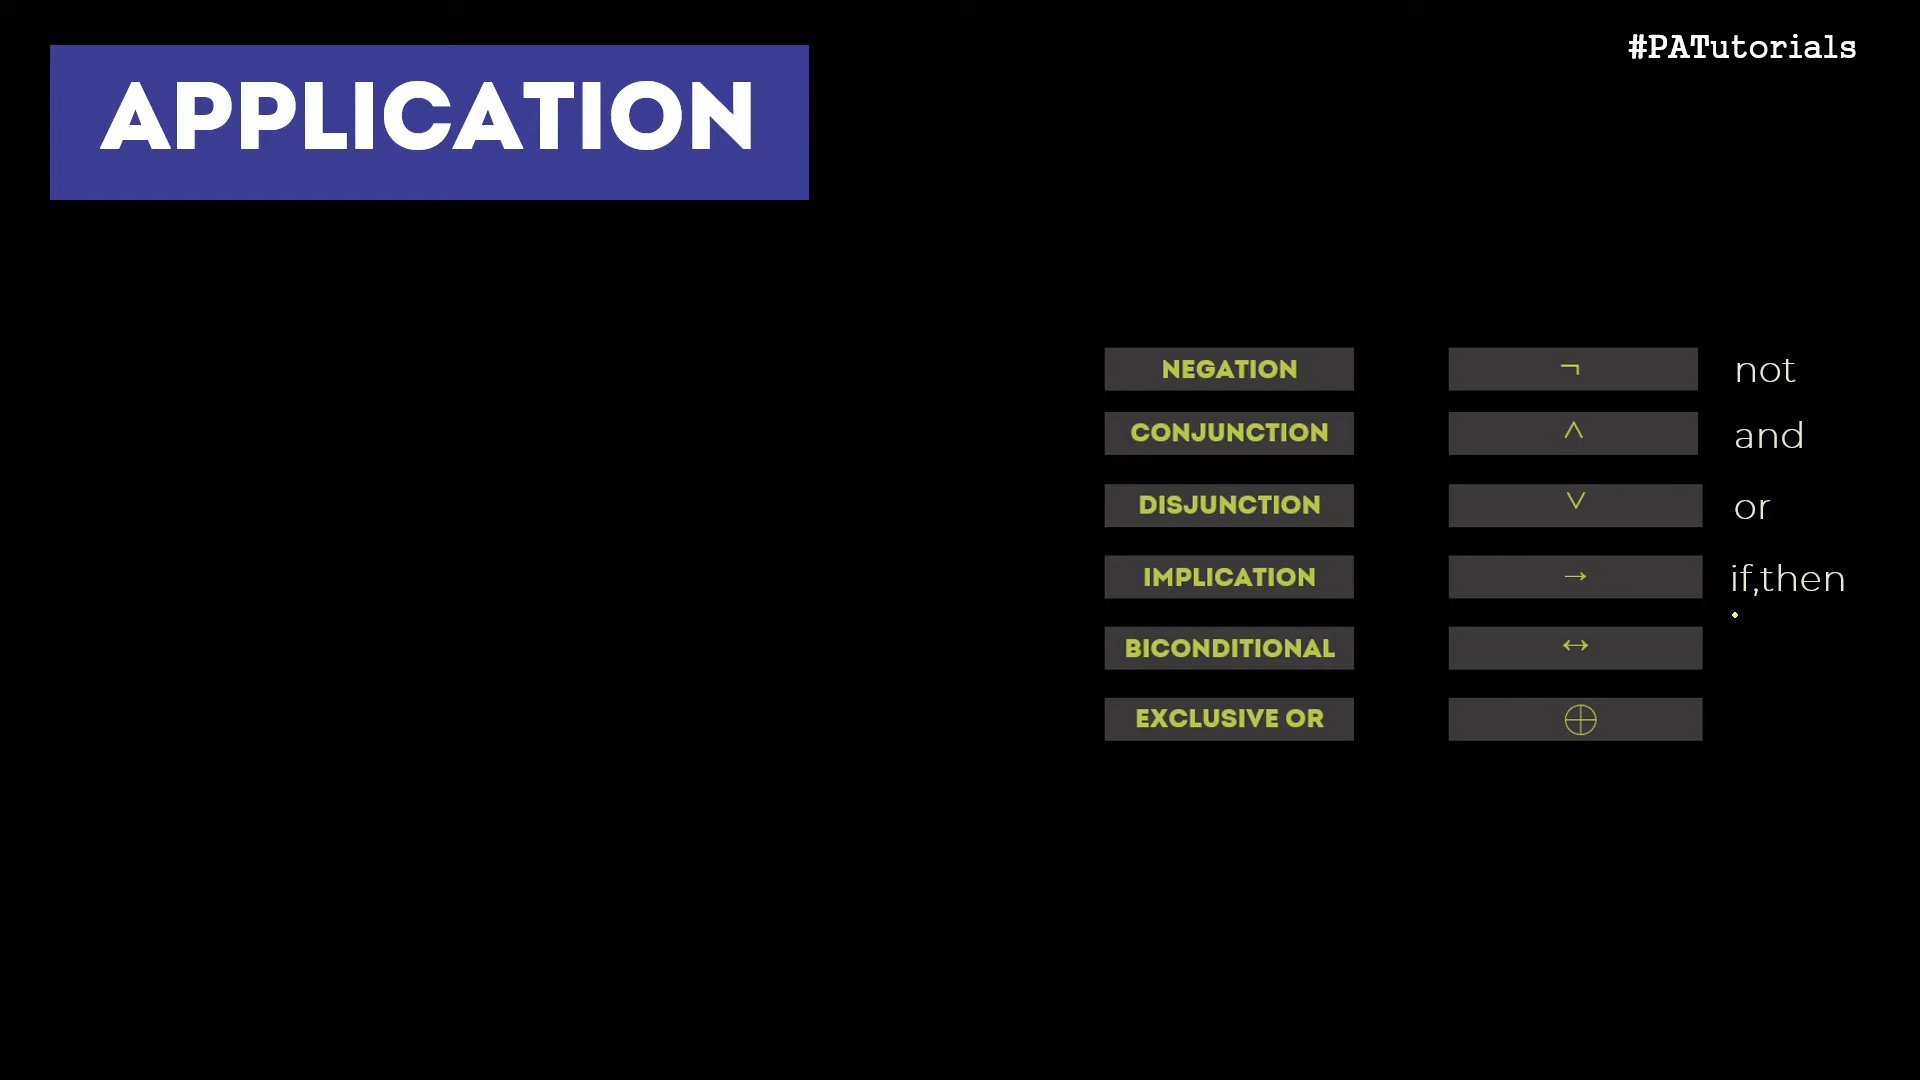 #PATutorials
APPLICATION
NEGATION ¬ not
CONJUNCTION ∧ and
DISJUNCTION ∨ or
IMPLICATION → if,then
BICONDITIONAL ↔
EXCLUSIVE OR ⊕